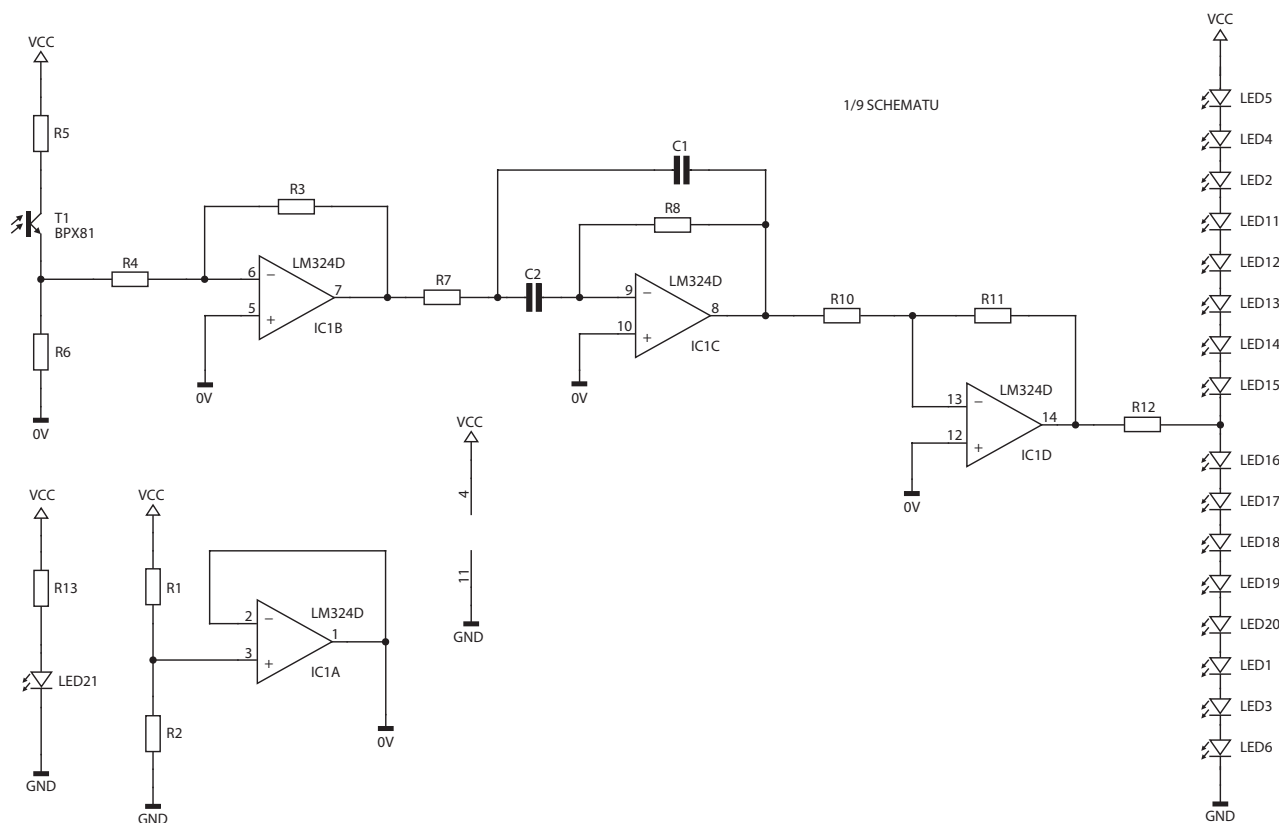 VCC
VCC
1/9 SCHEMATU
LED5
LED4
LED2
LED11
LED12
LED13
LED14
LED15
R5
T1
BPX81
R4
R6
0V
R3
LM324D
6
5
7
−
+
IC1B
0V
R7
C1
R8
C2
LM324D
9
10
8
−
+
IC1C
0V
R10
R11
LM324D
13
12
14
−
+
IC1D
0V
R12
LED16
LED17
LED18
LED19
LED20
LED1
LED3
LED6
GND
VCC
R13
LED21
GND
VCC
R1
R2
GND
LM324D
2
3
1
−
+
IC1A
0V
VCC
4
11
GND